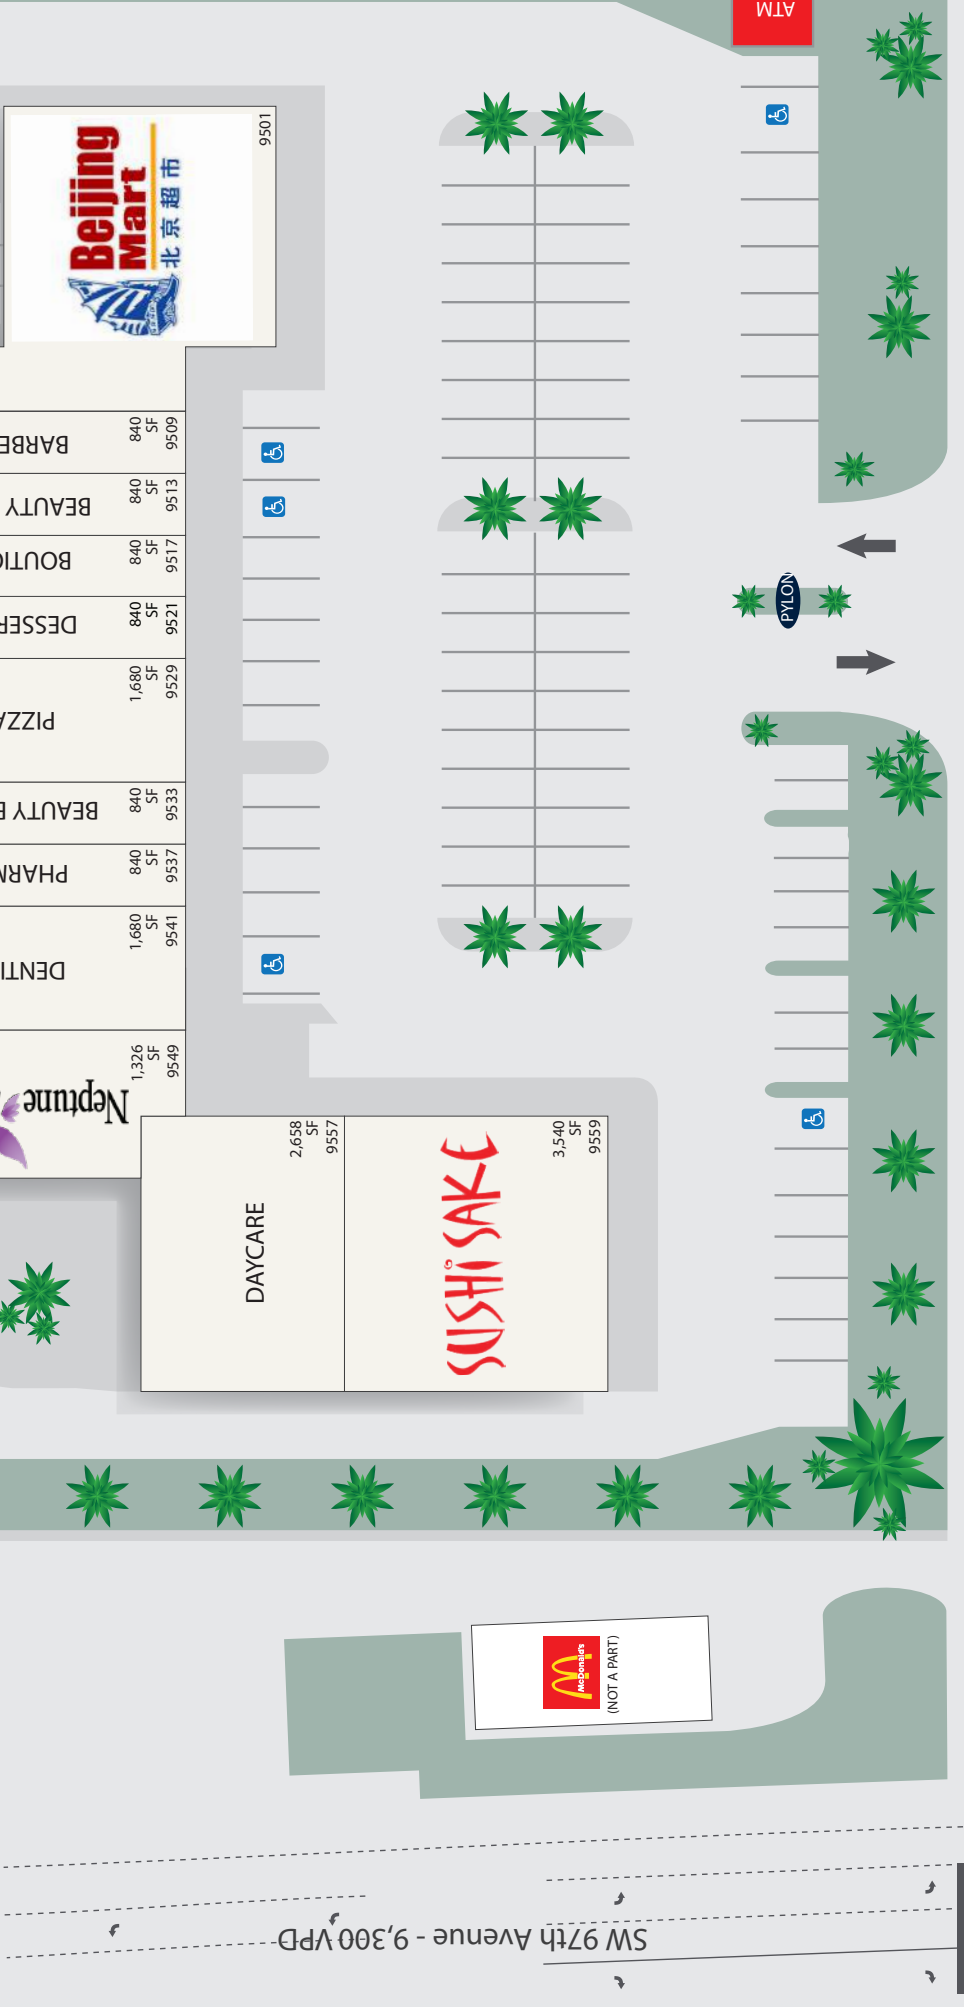 ATM
9501
Beijing
Mart
北京超市
BARBE
840
SF
9509
BEAUTY
840
SF
9513
BOUTIQ
840
SF
9517
DESSER
840
SF
9521
PIZZA
1,680
SF
9529
BEAUTY B
840
SF
9533
PHARM
840
SF
9537
DENTI
1,680
SF
9541
Neptune
1,326
SF
9549
DAYCARE
2,658
SF
9557
SUSHi SAKE
3,540
SF
9559
PYLON
McDonald's
(NOT A PART)
SW 97th Avenue - 9,300 VPD